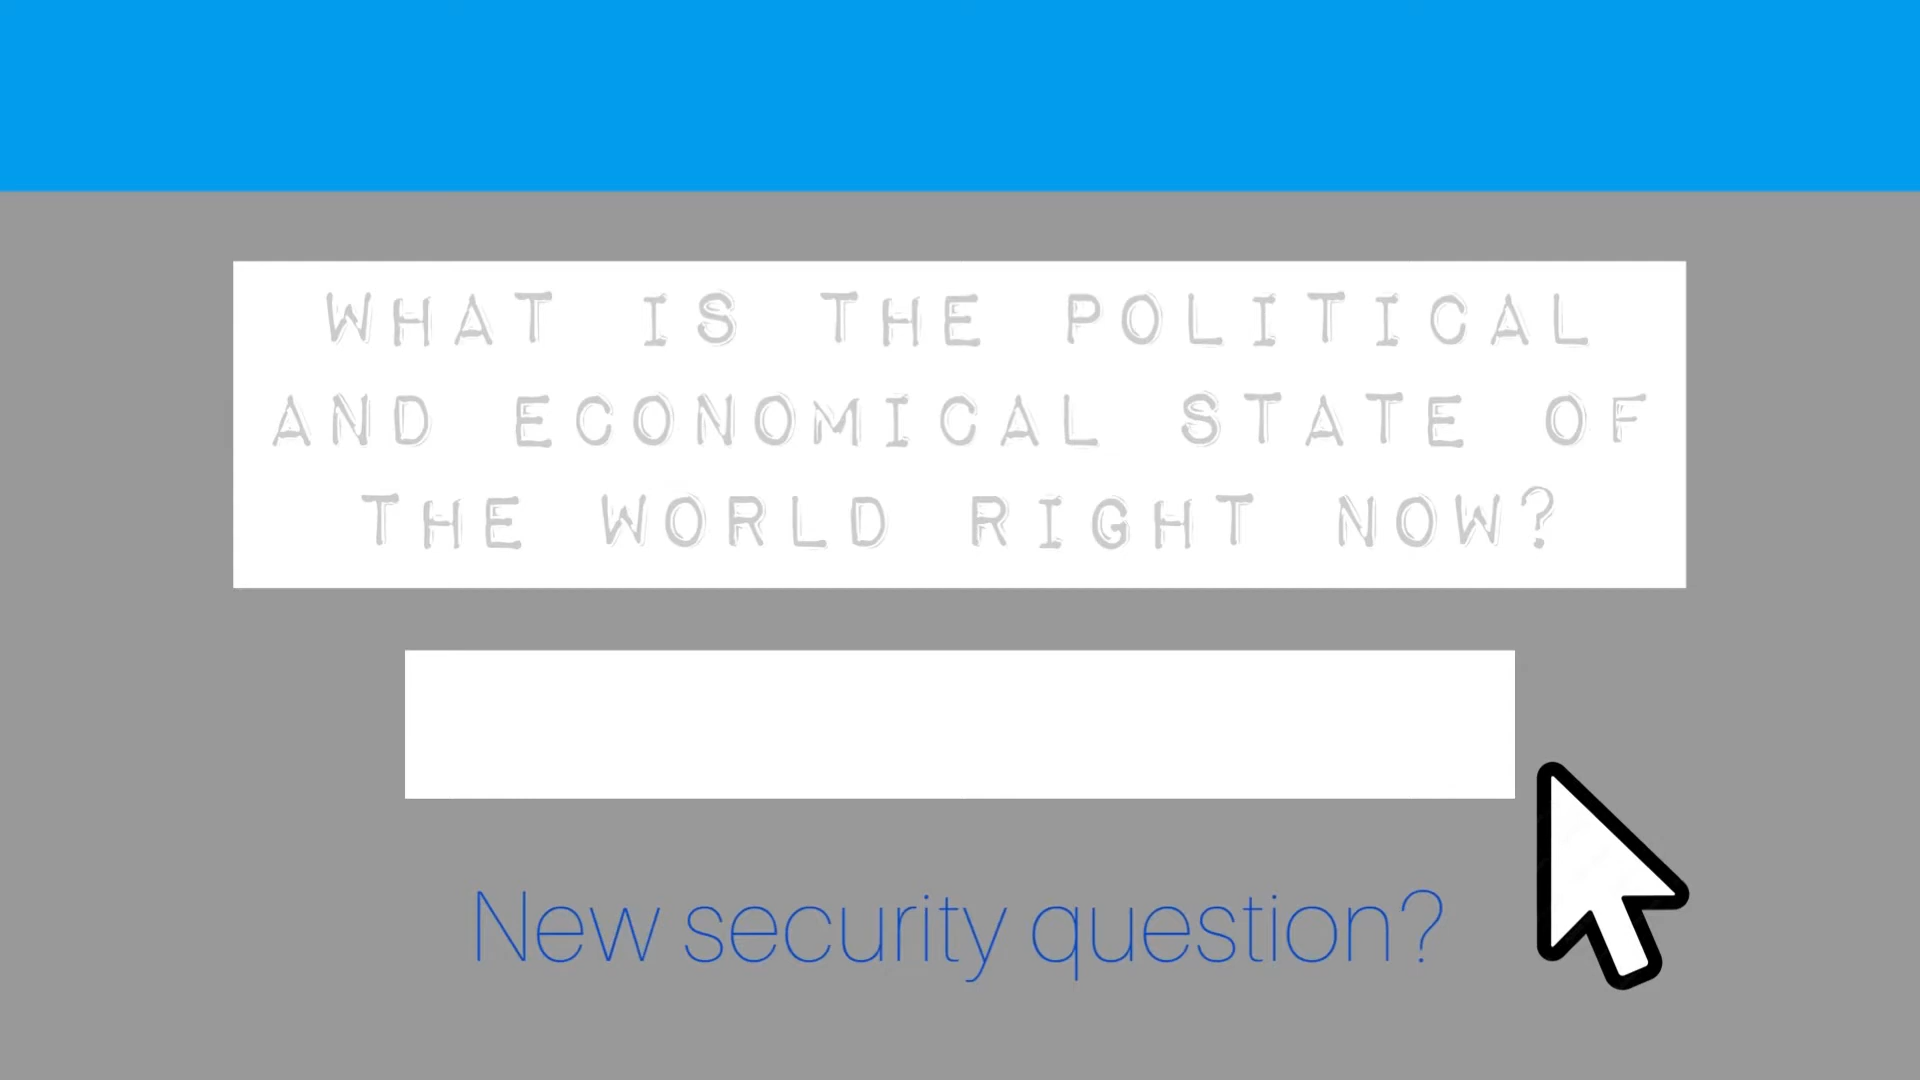 WHAT IS THE POLITICAL
AND ECONOMICAL STATE OF
THE WORLD RIGHT NOW?
New security question?